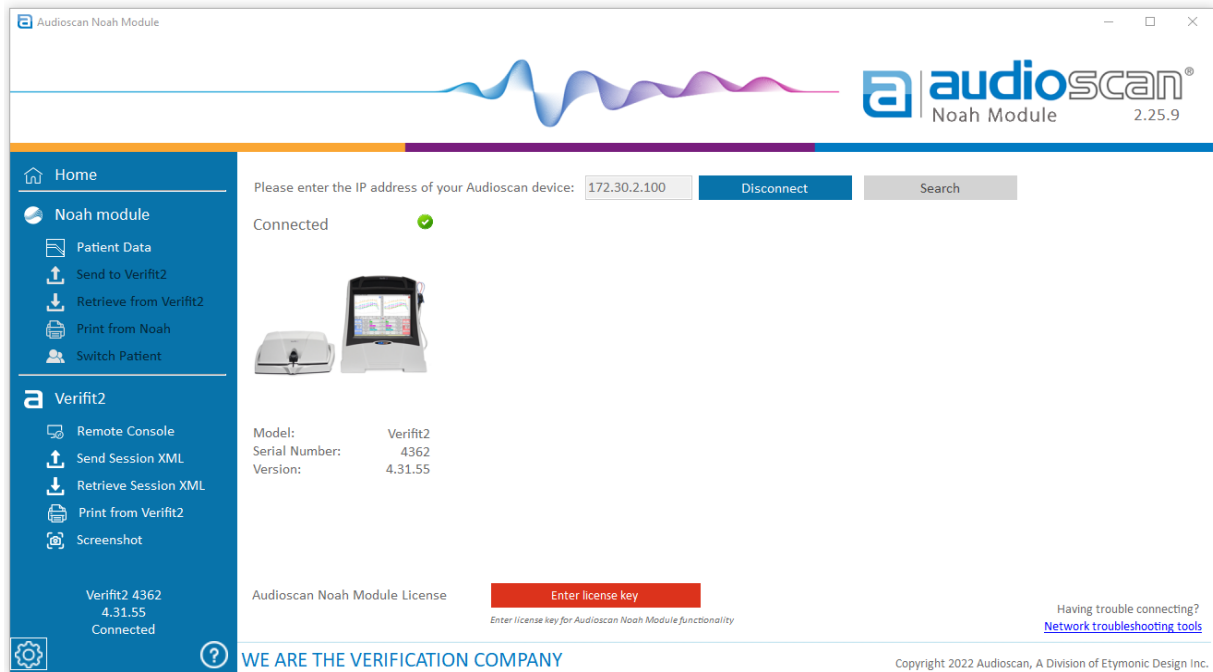 Audioscan Noah Module
audioscan®
Noah Module 2.25.9
Home
Noah module
Patient Data
Send to Verifit2
Retrieve from Verifit2
Print from Noah
Switch Patient
Verifit2
Remote Console
Send Session XML
Retrieve Session XML
Print from Verifit2
Screenshot
Verifit2 4362
4.31.55
Connected
Please enter the IP address of your Audioscan device: 172.30.2.100 Disconnect Search
Connected
Model: Verifit2
Serial Number: 4362
Version: 4.31.55
Audioscan Noah Module License Enter license key
Enter license key for Audioscan Noah Module functionality
Having trouble connecting?
Network troubleshooting tools
WE ARE THE VERIFICATION COMPANY
Copyright 2022 Audioscan, A Division of Etymonic Design Inc.